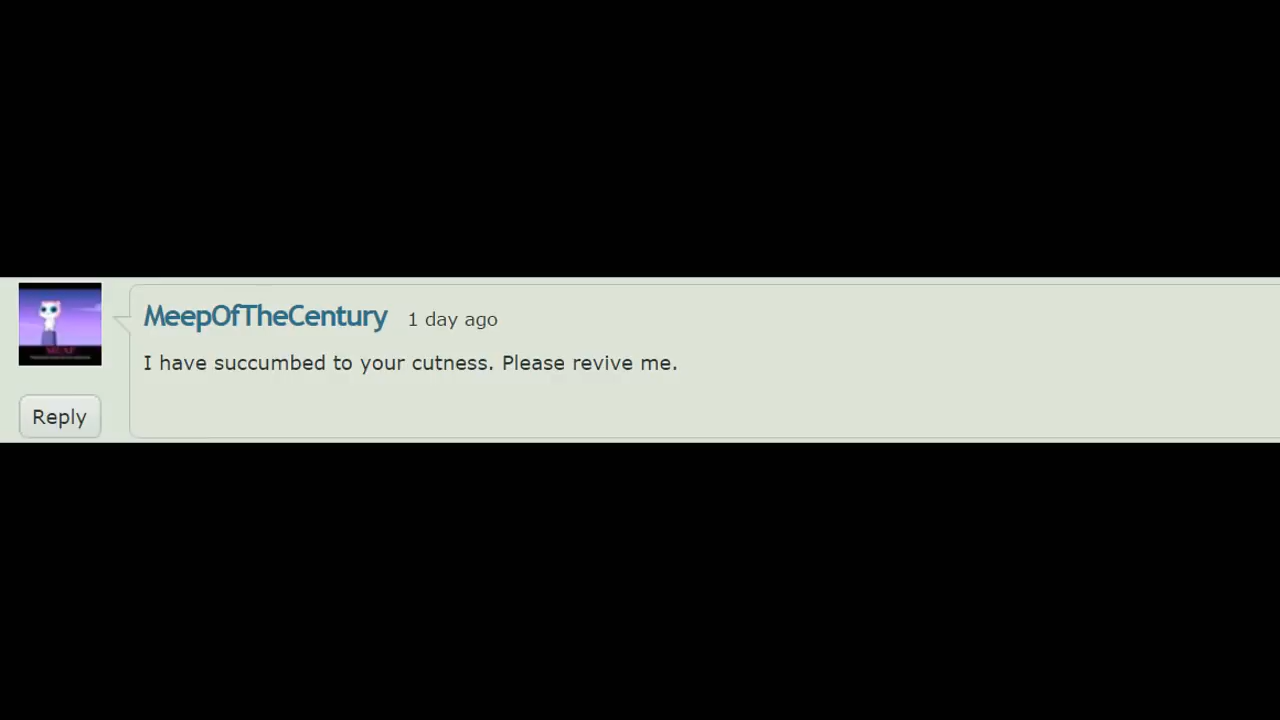 MeepOfTheCentury 1 day ago
I have succumbed to your cutness. Please revive me.
Reply